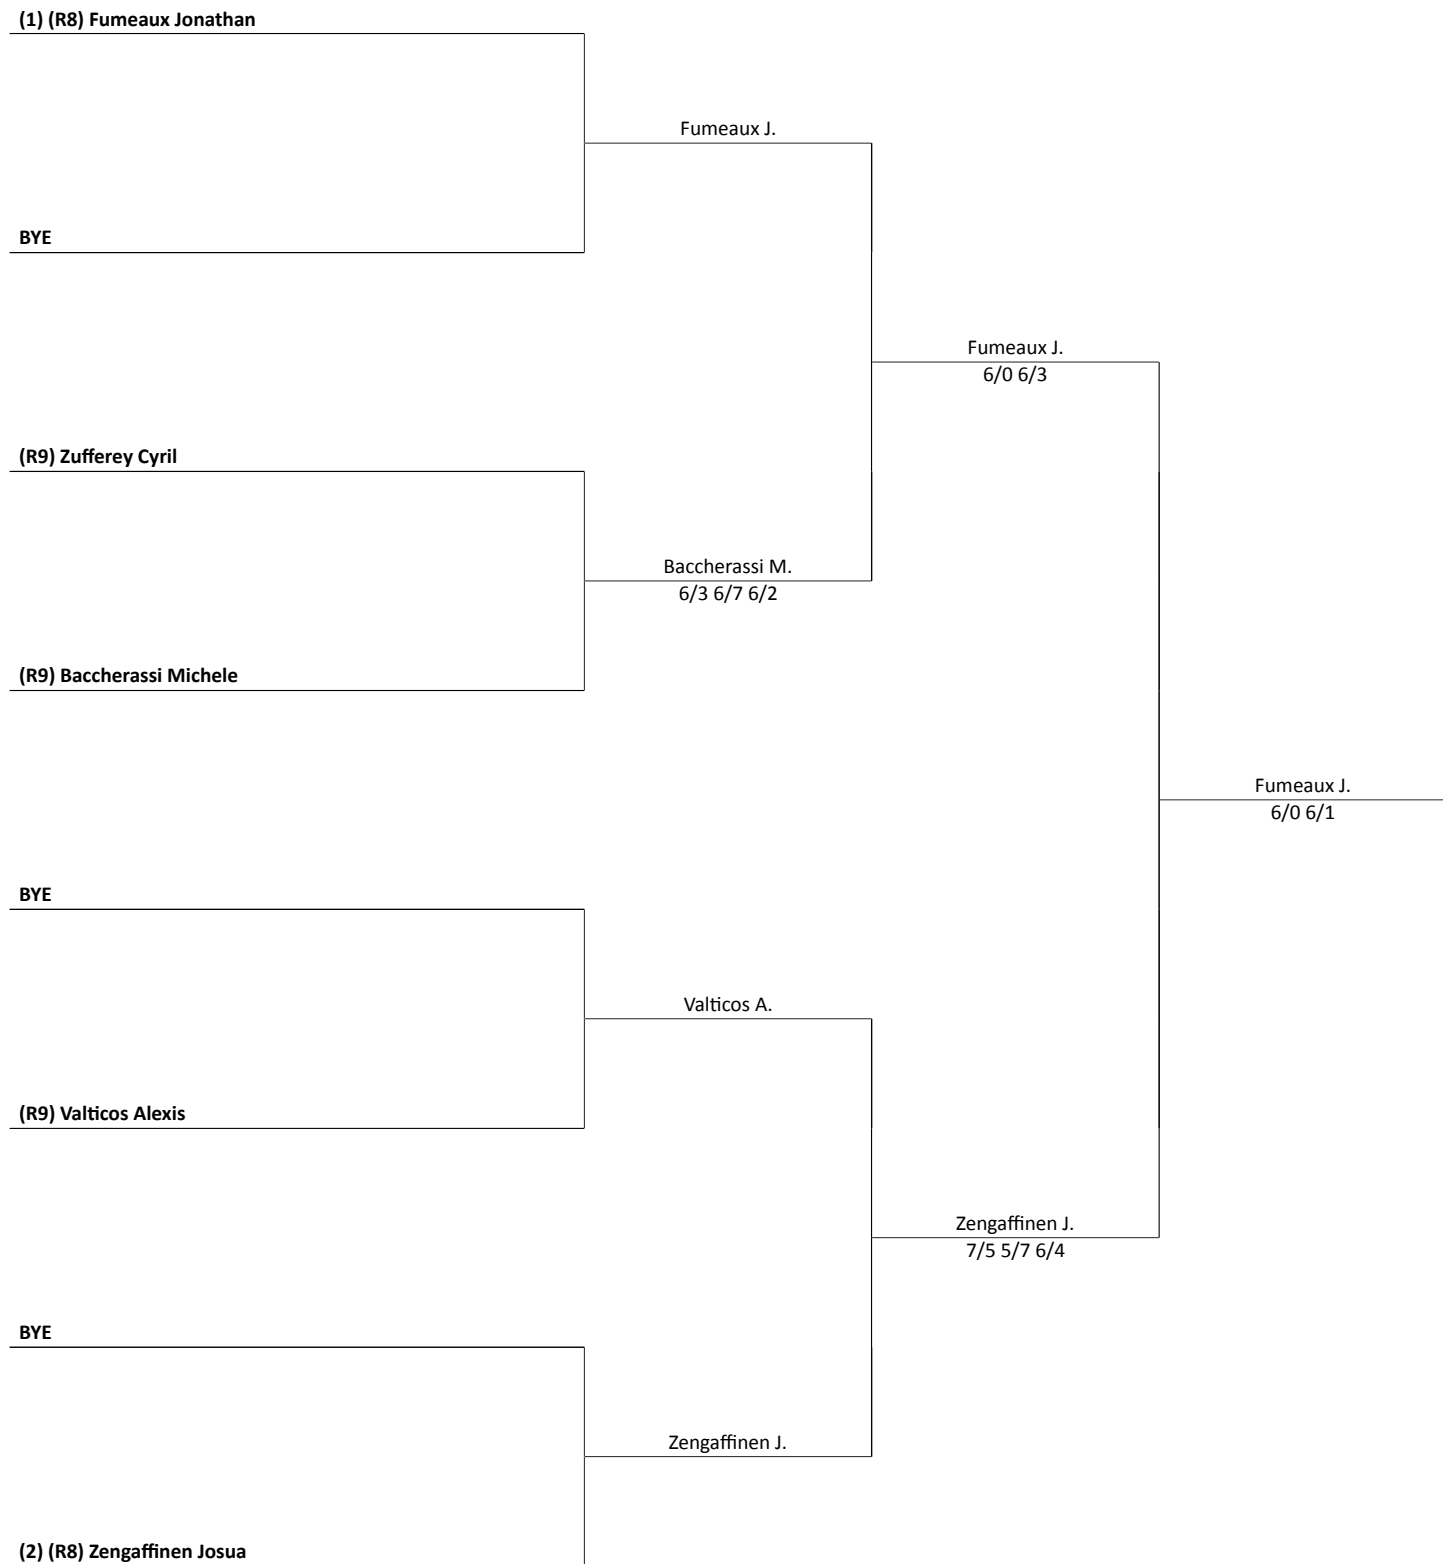 (1) (R8) Fumeaux Jonathan
Fumeaux J.
BYE
Fumeaux J.
6/0 6/3
(R9) Zufferey Cyril
Baccherassi M.
6/3 6/7 6/2
(R9) Baccherassi Michele
Fumeaux J.
6/0 6/1
BYE
Valticos A.
(R9) Valticos Alexis
Zengaffinen J.
7/5 5/7 6/4
BYE
Zengaffinen J.
(2) (R8) Zengaffinen Josua